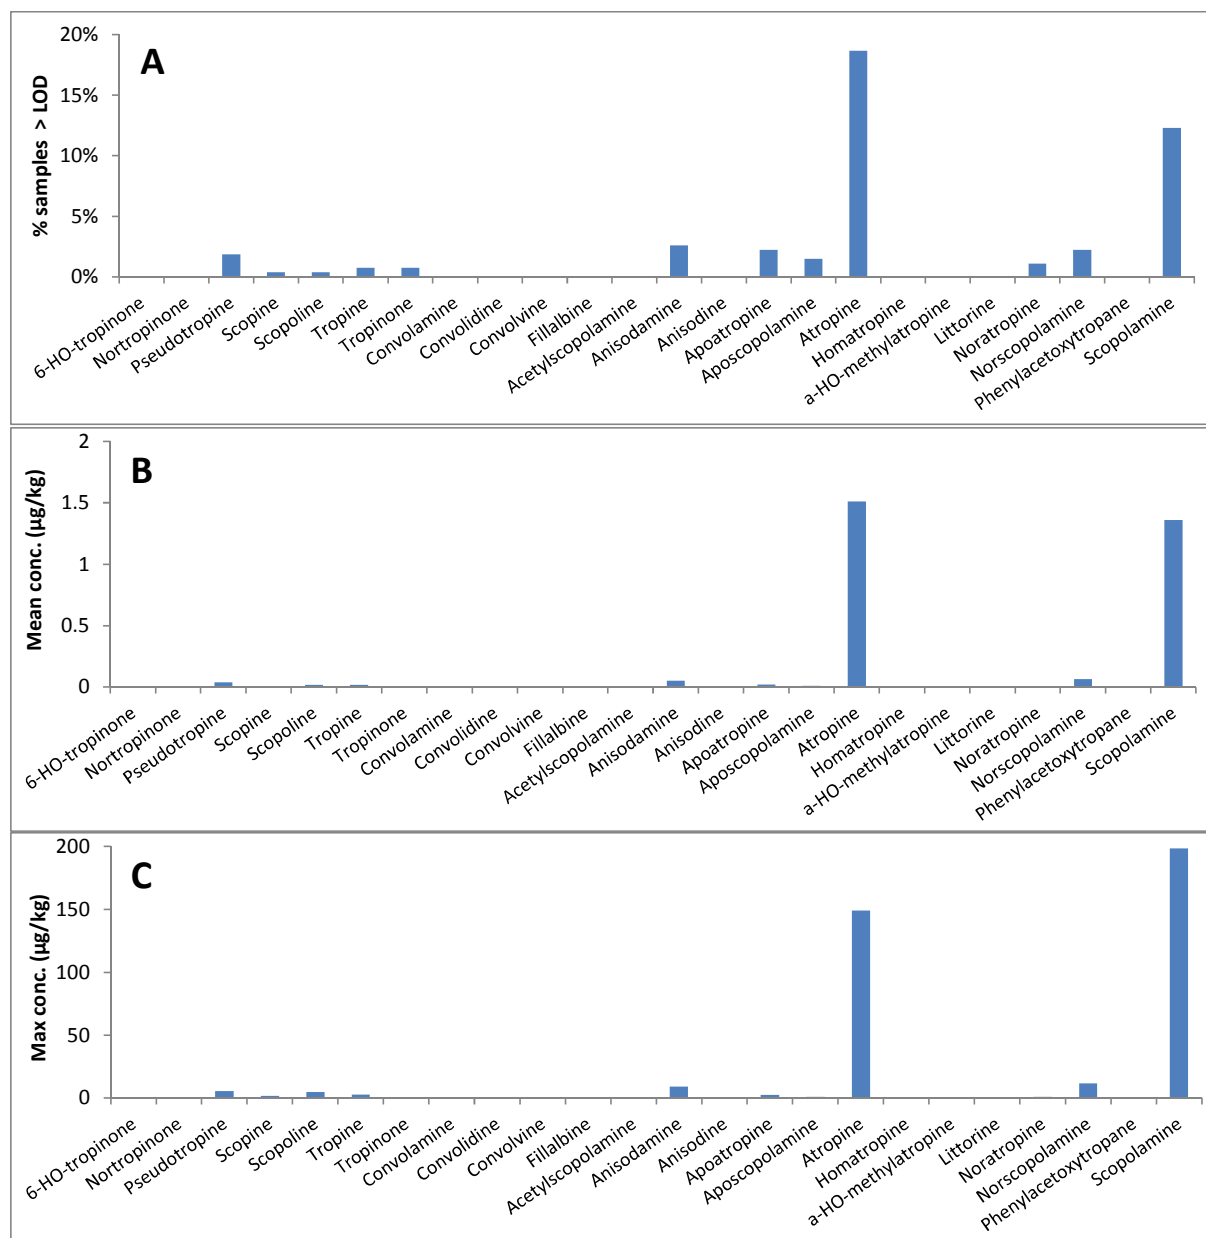 A
% samples > LOD
20%
15%
10%
5%
0%
6-HO-tropinone
Nortropinone
Pseudotropine
Scopine
Scopoline
Tropine
Tropinone
Convolamine
Convolidine
Convolvine
Fillalbine
Acetylscopolamine
Anisodamine
Anisodine
Apoatropine
Aposcopolamine
Atropine
Homatropine
a-HO-methylatropine
Littorine
Noratropine
Norscopolamine
Phenylacetoxytropane
Scopolamine
B
Mean conc. (µg/kg)
2
1.5
1
0.5
0
6-HO-tropinone
Nortropinone
Pseudotropine
Scopine
Scopoline
Tropine
Tropinone
Convolamine
Convolidine
Convolvine
Fillalbine
Acetylscopolamine
Anisodamine
Anisodine
Apoatropine
Aposcopolamine
Atropine
Homatropine
a-HO-methylatropine
Littorine
Noratropine
Norscopolamine
Phenylacetoxytropane
Scopolamine
C
Max conc. (µg/kg)
200
150
100
50
0
6-HO-tropinone
Nortropinone
Pseudotropine
Scopine
Scopoline
Tropine
Tropinone
Convolamine
Convolidine
Convolvine
Fillalbine
Acetylscopolamine
Anisodamine
Anisodine
Apoatropine
Aposcopolamine
Atropine
Homatropine
a-HO-methylatropine
Littorine
Noratropine
Norscopolamine
Phenylacetoxytropane
Scopolamine